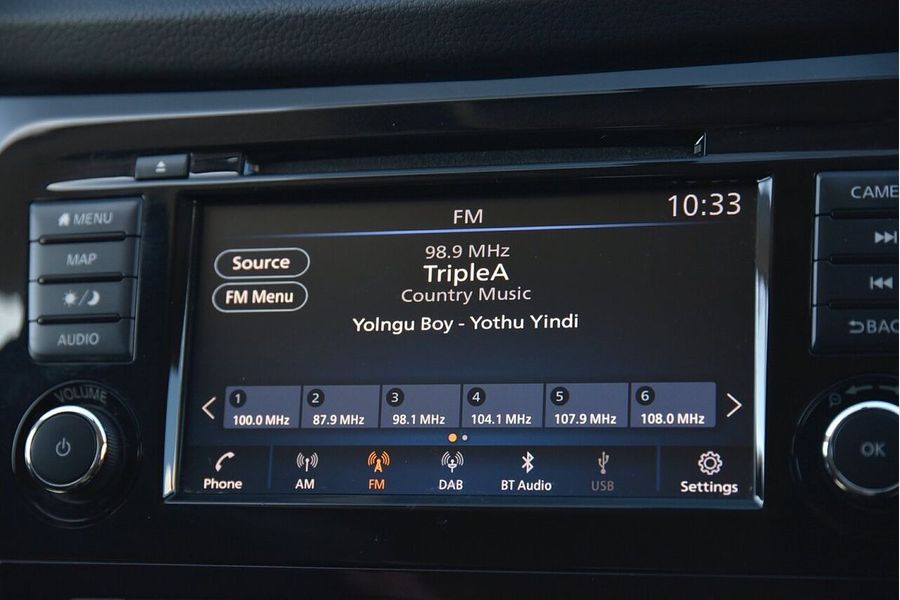 MENU
MAP
AUDIO
VOLUME
FM
10:33
98.9 MHz
Source
TripleA
FM Menu
Country Music
Yolngu Boy - Yothu Yindi
1 2 3 4 5 6
100.0 MHz 87.9 MHz 98.1 MHz 104.1 MHz 107.9 MHz 108.0 MHz
Phone AM FM DAB BT Audio USB Settings
CAME
BAC
OK